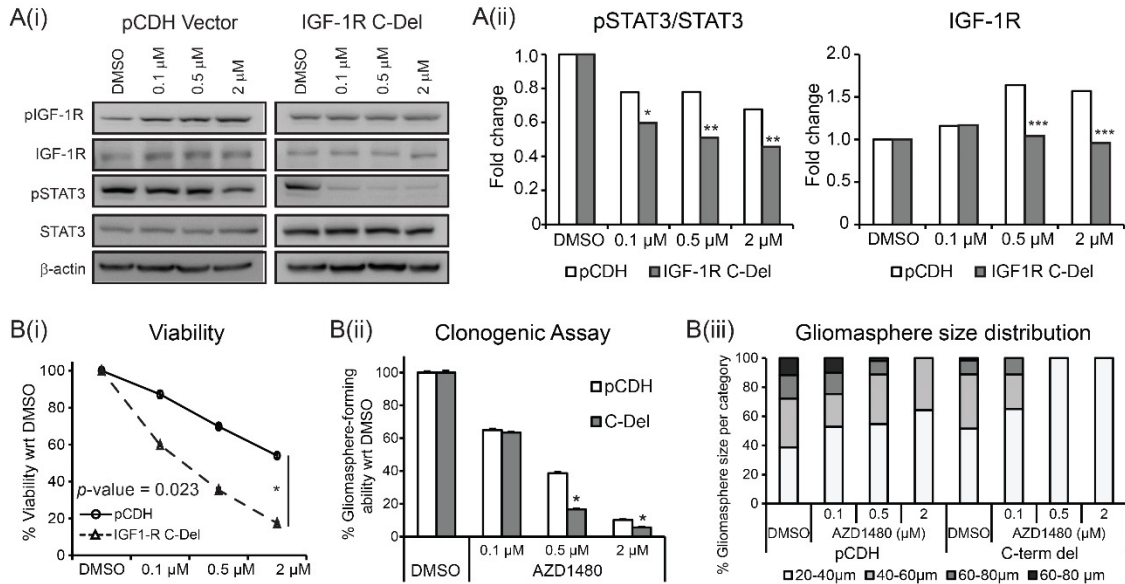 A(i)
pCDH Vector
IGF-1R C-Del
DMSO
0.1 µM
0.5 µM
2 µM
DMSO
0.1 µM
0.5 µM
2 µM
pIGF-1R
IGF-1R
pSTAT3
STAT3
β-actin
A(ii)
pSTAT3/STAT3
Fold change
1.0
0.8
0.6
0.4
0.2
0
*
**
**
DMSO 0.1 µM 0.5 µM 2 µM
pCDH IGF-1R C-Del
IGF-1R
Fold change
2.0
1.5
1.0
0.5
0.0
***
***
DMSO 0.1 µM 0.5 µM 2 µM
pCDH IGF1R C-Del
B(i)
Viability
% Viability wrt DMSO
100
80
60
40
20
0
p-value = 0.023
*
pCDH
IGF1-R C-Del
DMSO 0.1 µM 0.5 µM 2 µM
B(ii)
Clonogenic Assay
% Gliomasphere-forming
ability wrt DMSO
100
80
60
40
20
0
pCDH
C-Del
*
*
DMSO
0.1 µM 0.5 µM 2 µM
AZD1480
B(iii)
Gliomasphere size distribution
% Gliomasphere size per category
100
80
60
40
20
0
DMSO
0.1 0.5 2
AZD1480 (µM)
pCDH
DMSO
0.1 0.5 2
AZD1480 (µM)
C-term del
20-40µm 40-60µm 60-80µm 60-80 µm